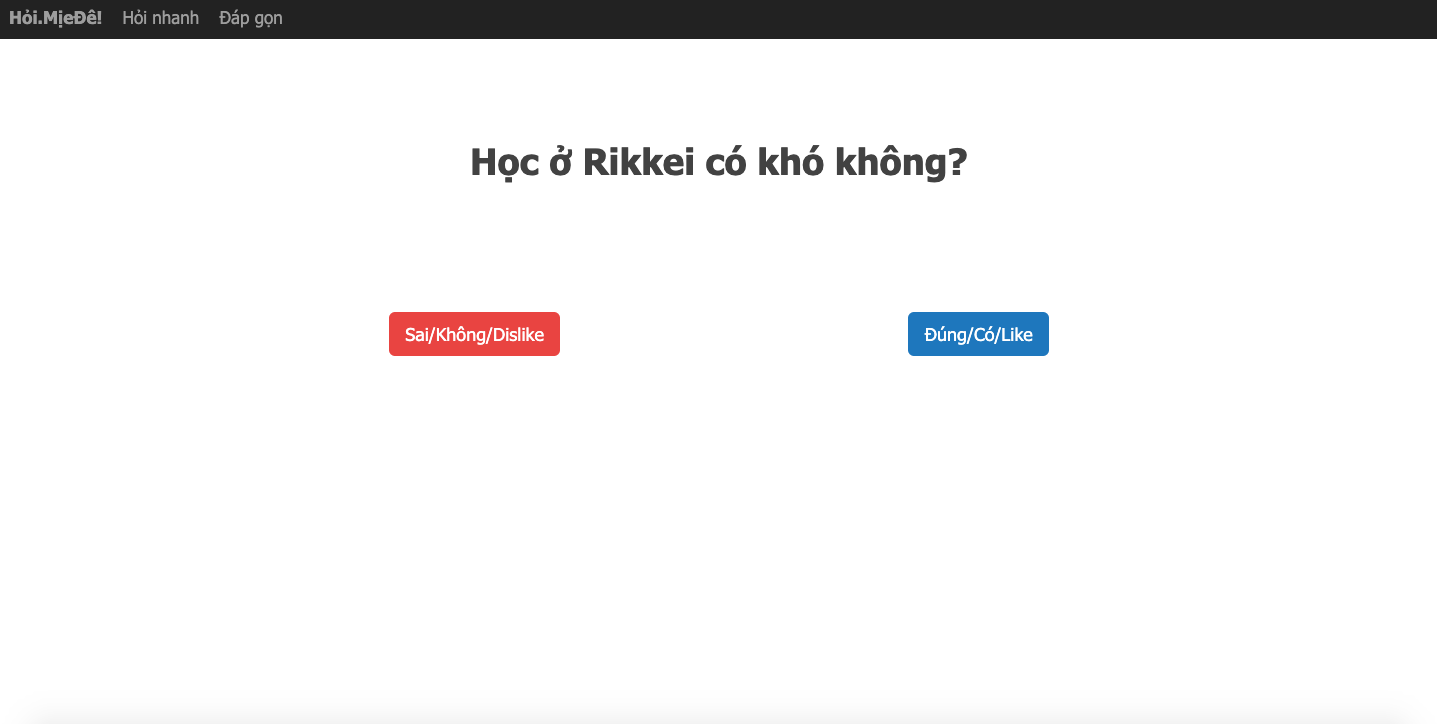 Hỏi.MịeĐê! Hỏi nhanh Đáp gọn
Học ở Rikkei có khó không?
Sai/Không/Dislike Đúng/Có/Like